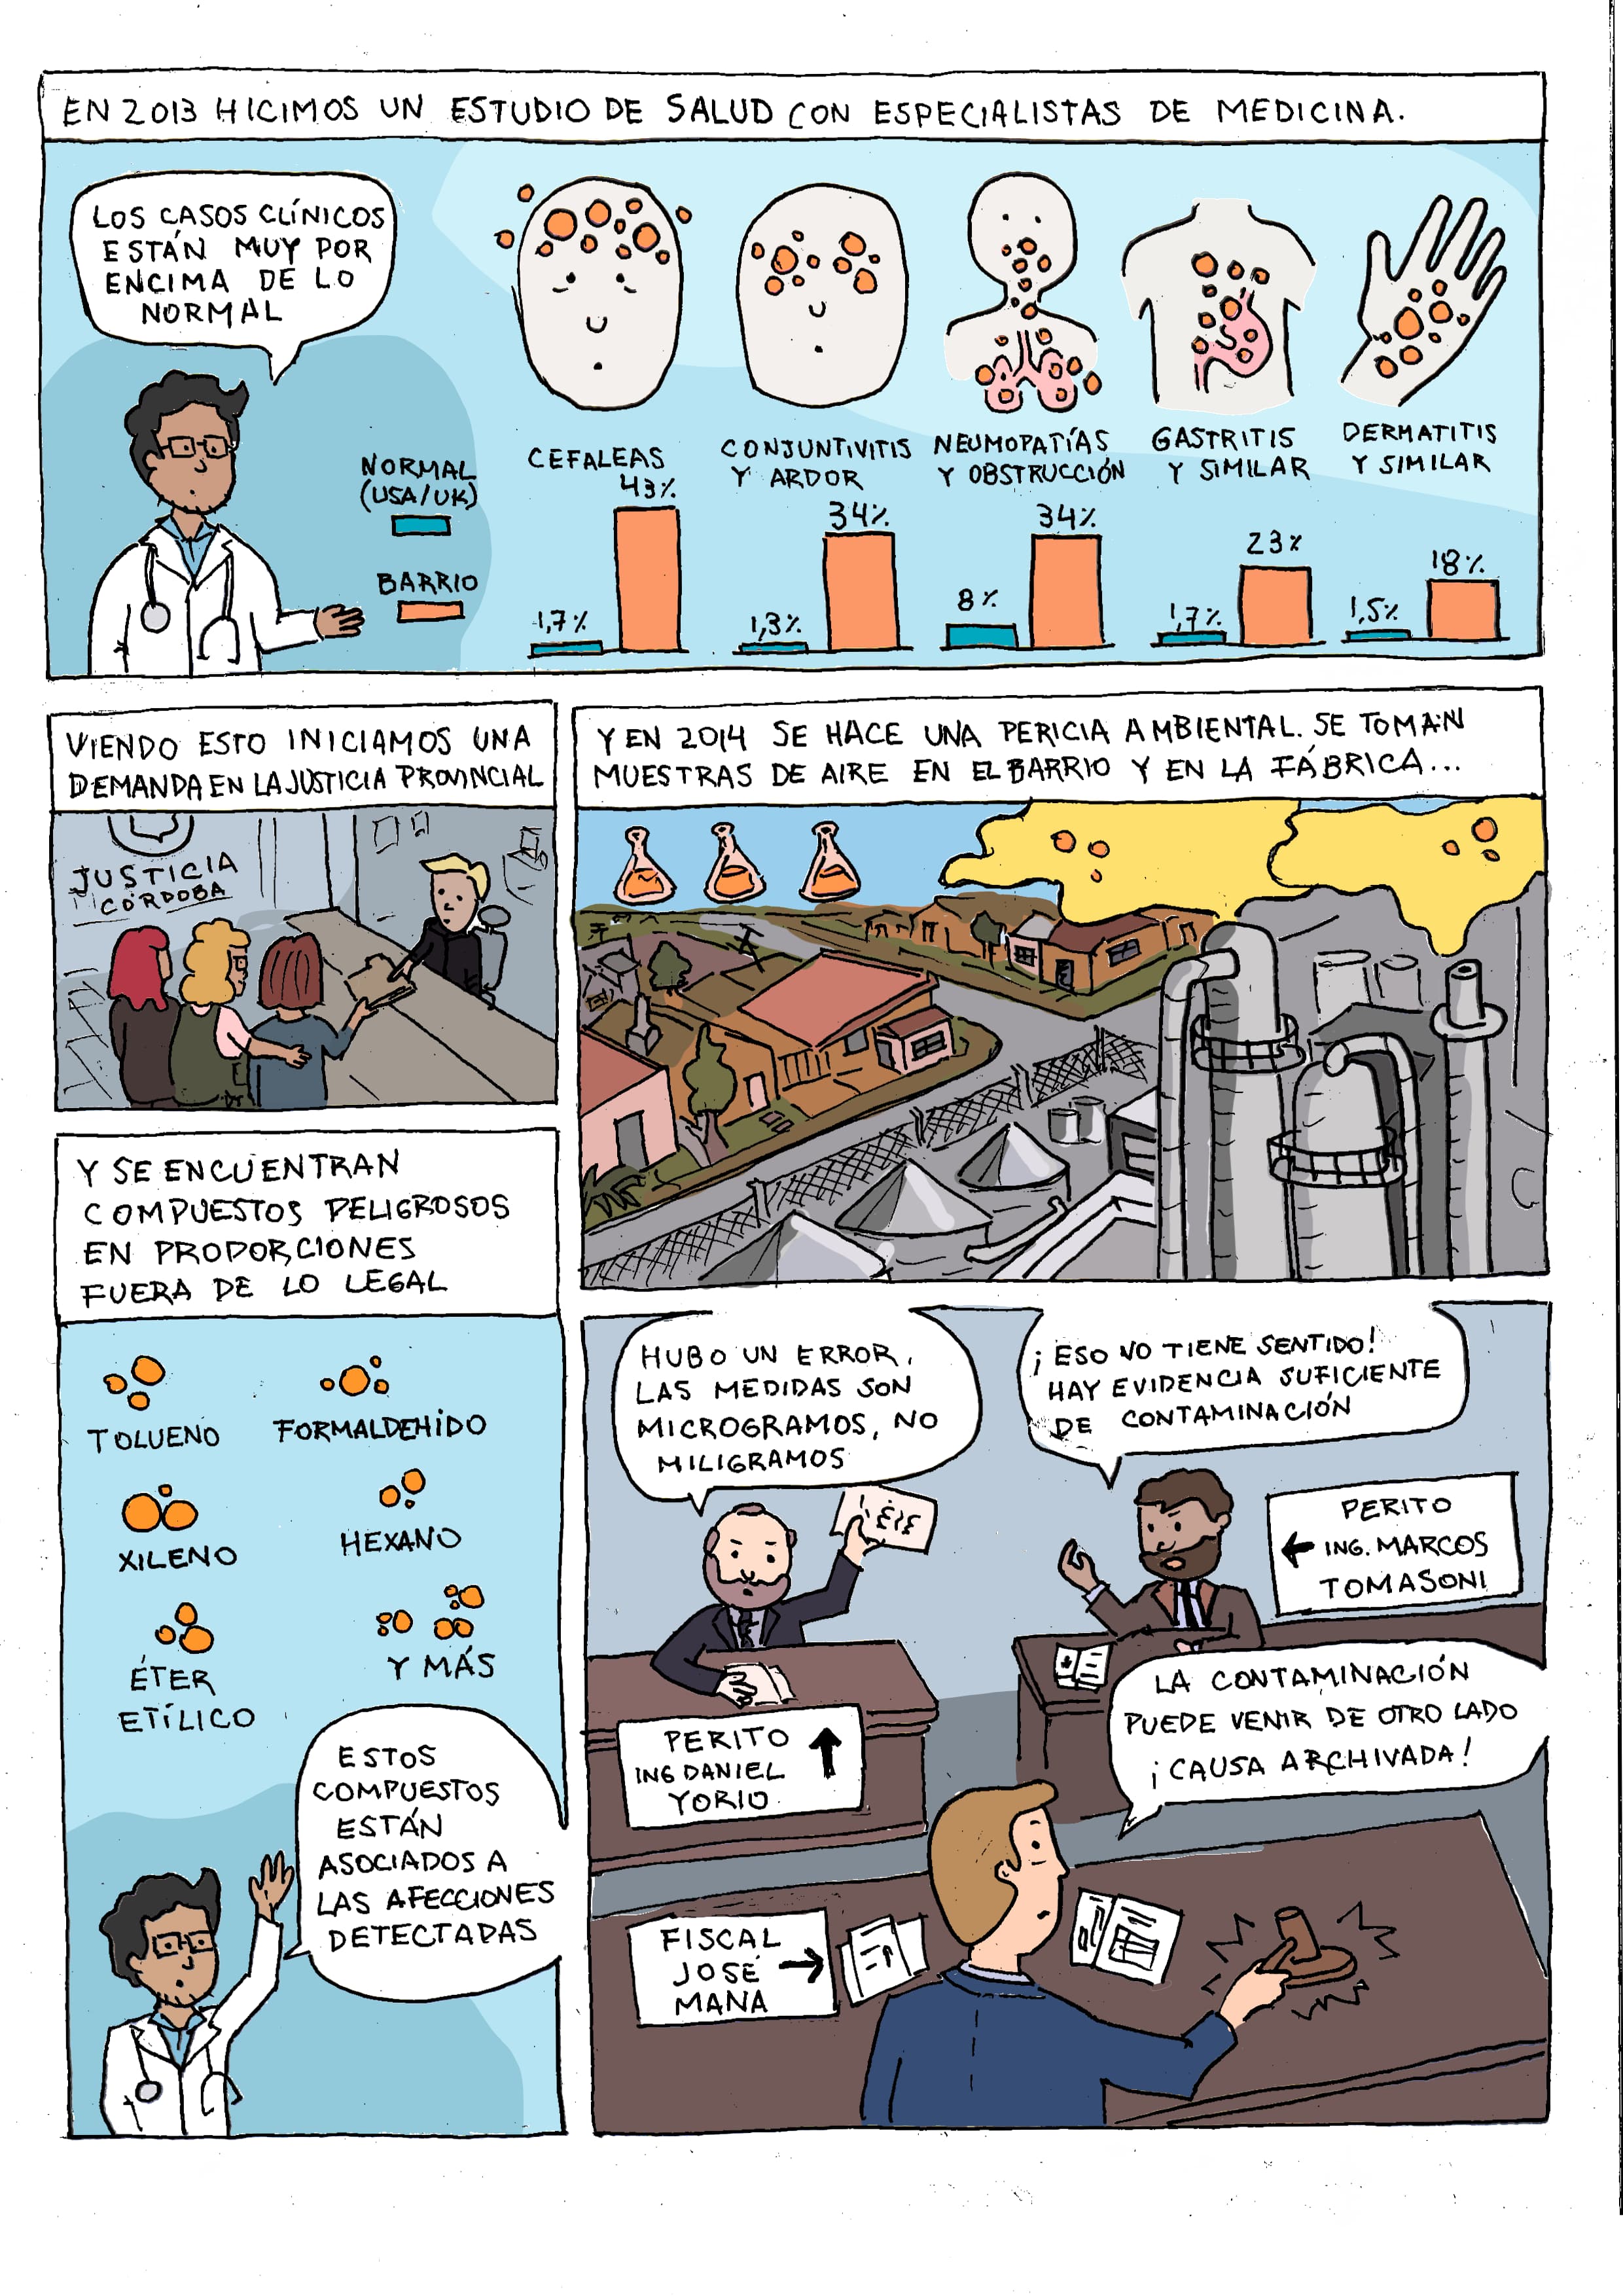 EN 2013 HICIMOS UN ESTUDIO DE SALUD CON ESPECIALISTAS DE MEDICINA.
LOS CASOS CLÍNICOS
ESTÁN MUY POR
ENCIMA DE LO
NORMAL
NORMAL
(USA/UK)
BARRIO
CEFALEAS
1,7%
43%
CONJUNTIVITIS
Y ARDOR
1,3%
34%
NEUMOPATÍAS
Y OBSTRUCCIÓN
8%
34%
GASTRITIS
Y SIMILAR
1,7%
23%
DERMATITIS
Y SIMILAR
1,5%
18%
VIENDO ESTO INICIAMOS UNA
DEMANDA EN LA JUSTICIA PROVINCIAL
JUSTICIA
CÓRDOBA
Y EN 2014 SE HACE UNA PERICIA AMBIENTAL. SE TOMAN
MUESTRAS DE AIRE EN EL BARRIO Y EN LA FÁBRICA...
Y SE ENCUENTRAN
COMPUESTOS PELIGROSOS
EN PROPORCIONES
FUERA DE LO LEGAL
TOLUENO
FORMALDEHÍDO
XILENO
HEXANO
ÉTER
ETÍLICO
Y MÁS
ESTOS
COMPUESTOS
ESTÁN
ASOCIADOS A
LAS AFECCIONES
DETECTADAS
HUBO UN ERROR,
LAS MEDIDAS SON
MICROGRAMOS, NO
MILIGRAMOS
¡ESO NO TIENE SENTIDO!
HAY EVIDENCIA SUFICIENTE
DE CONTAMINACIÓN
PERITO
← ING. MARCOS
TOMASONI
PERITO ↑
ING DANIEL
YORIO
LA CONTAMINACIÓN
PUEDE VENIR DE OTRO LADO
¡CAUSA ARCHIVADA!
FISCAL
JOSÉ →
MANA